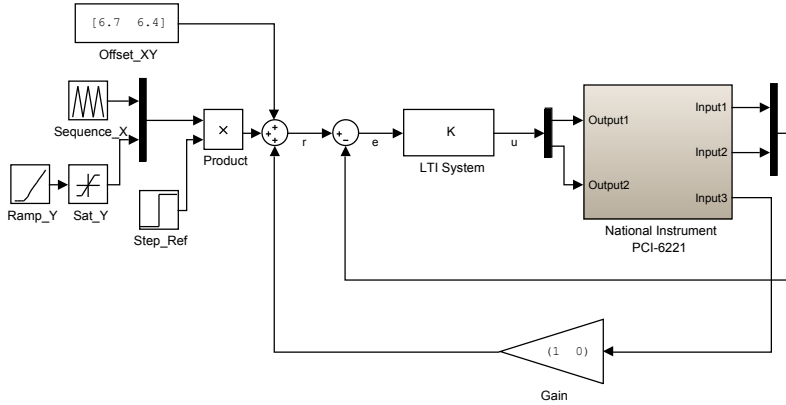 [6.7 6.4]
Offset_XY
Sequence_X
Ramp_Y
Sat_Y
×
Product
Step_Ref
+
+
+
r
+
−
e
K
LTI System
u
Output1
Output2
Input1
Input2
Input3
National Instrument
PCI-6221
(1 0)
Gain